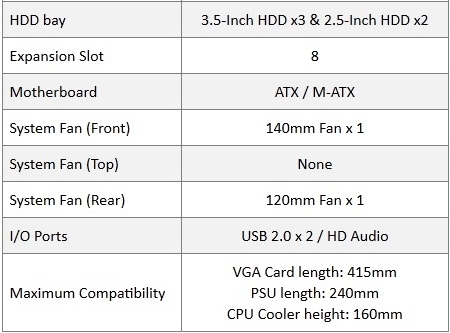 HDD bay 3.5-Inch HDD x3 & 2.5-Inch HDD x2
Expansion Slot 8
Motherboard ATX / M-ATX
System Fan (Front) 140mm Fan x 1
System Fan (Top) None
System Fan (Rear) 120mm Fan x 1
I/O Ports USB 2.0 x 2 / HD Audio
Maximum Compatibility
VGA Card length: 415mm
PSU length: 240mm
CPU Cooler height: 160mm